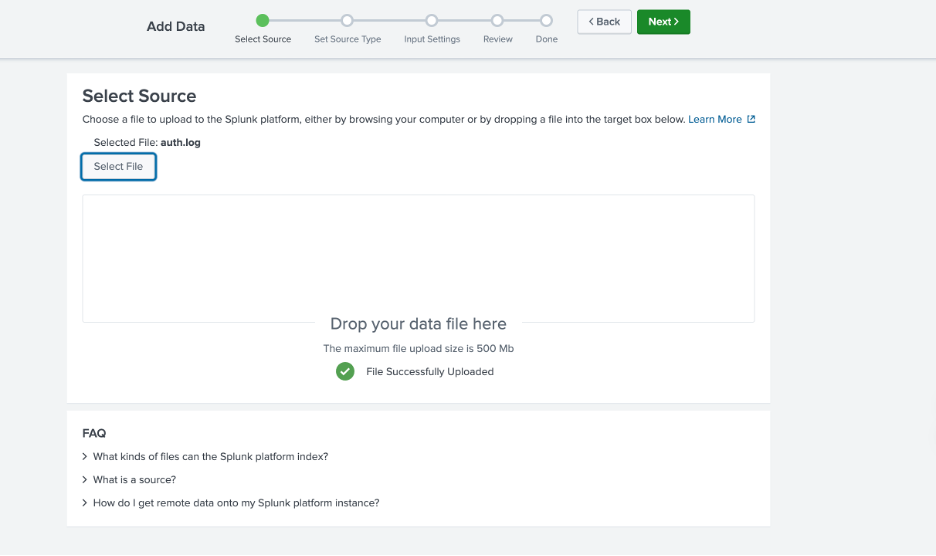 Add Data
Select Source
Set Source Type
Input Settings
Review
Done
< Back
Next >
Select Source
Choose a file to upload to the Splunk platform, either by browsing your computer or by dropping a file into the target box below. Learn More
Selected File: auth.log
Select File
Drop your data file here
The maximum file upload size is 500 Mb
File Successfully Uploaded
FAQ
> What kinds of files can the Splunk platform index?
> What is a source?
> How do I get remote data onto my Splunk platform instance?